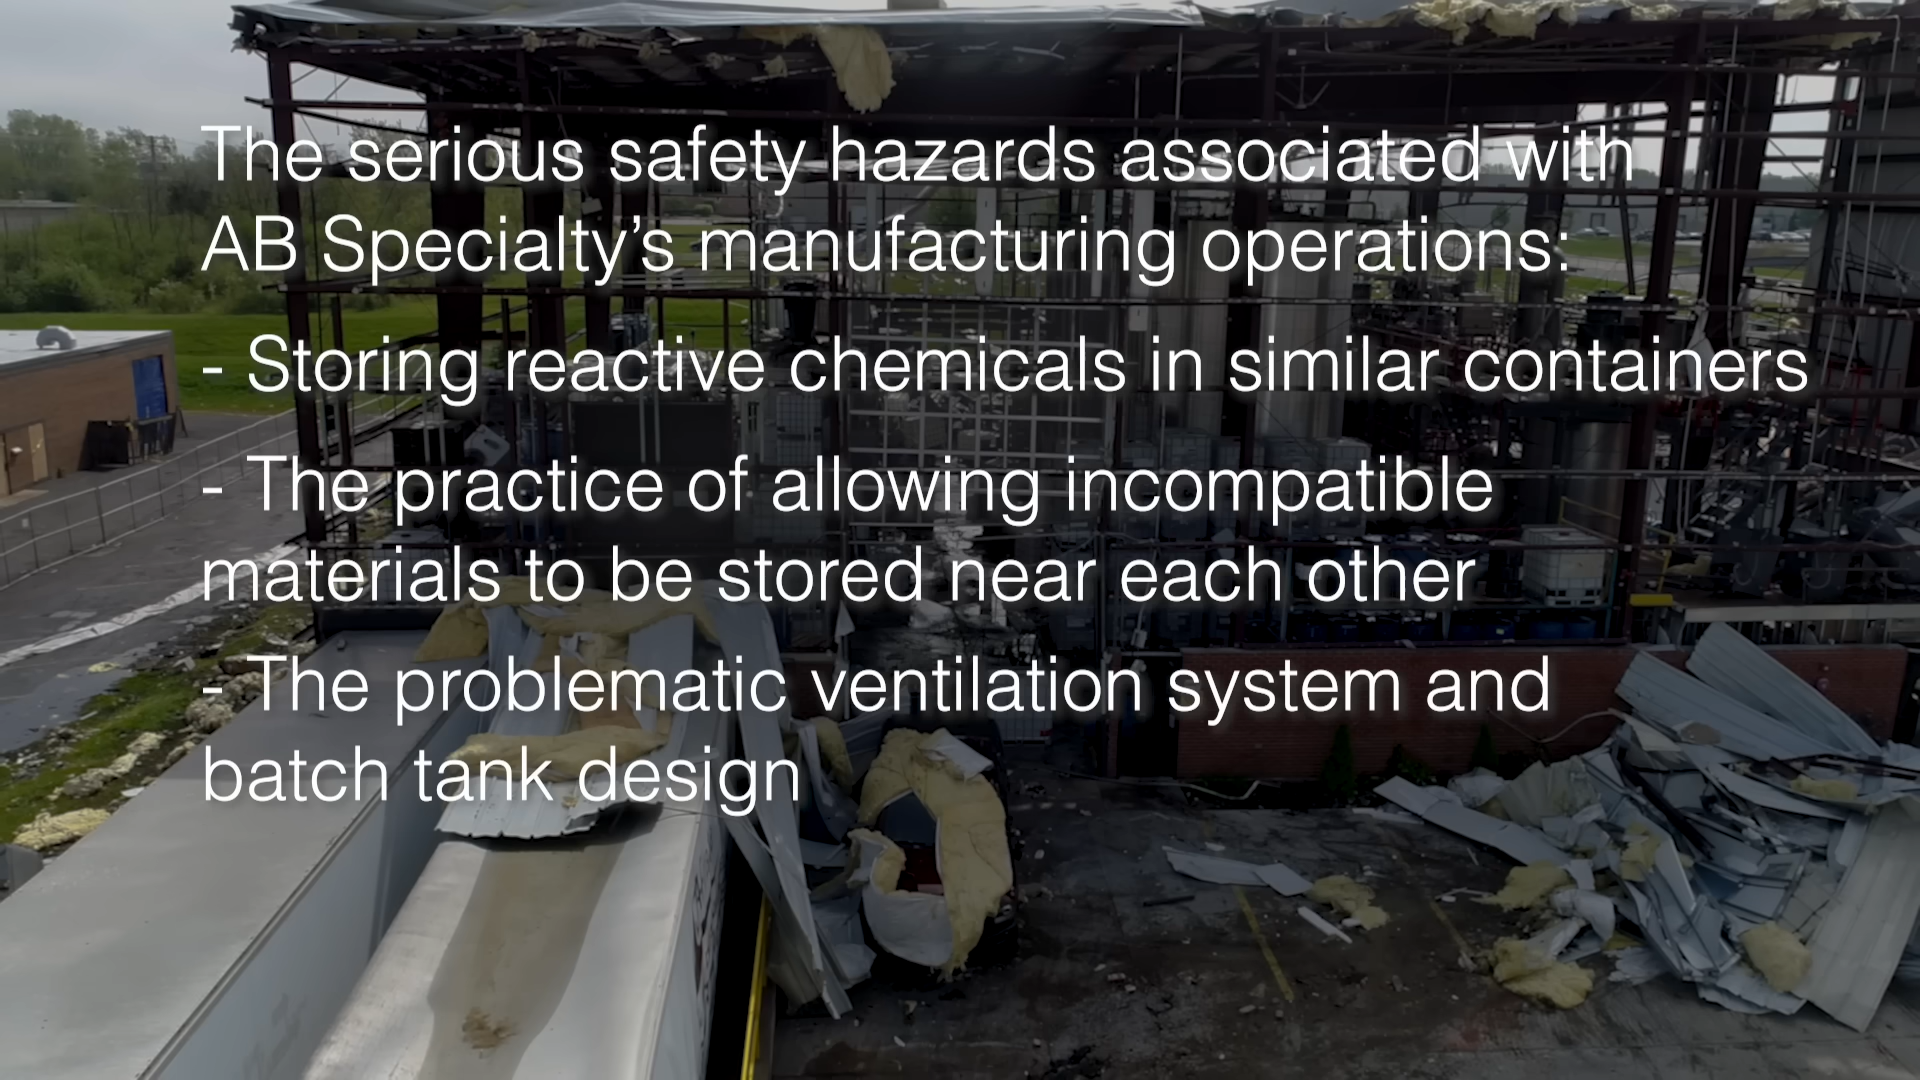 The serious safety hazards associated with
AB Specialty’s manufacturing operations:
- Storing reactive chemicals in similar containers
- The practice of allowing incompatible
materials to be stored near each other
- The problematic ventilation system and
batch tank design